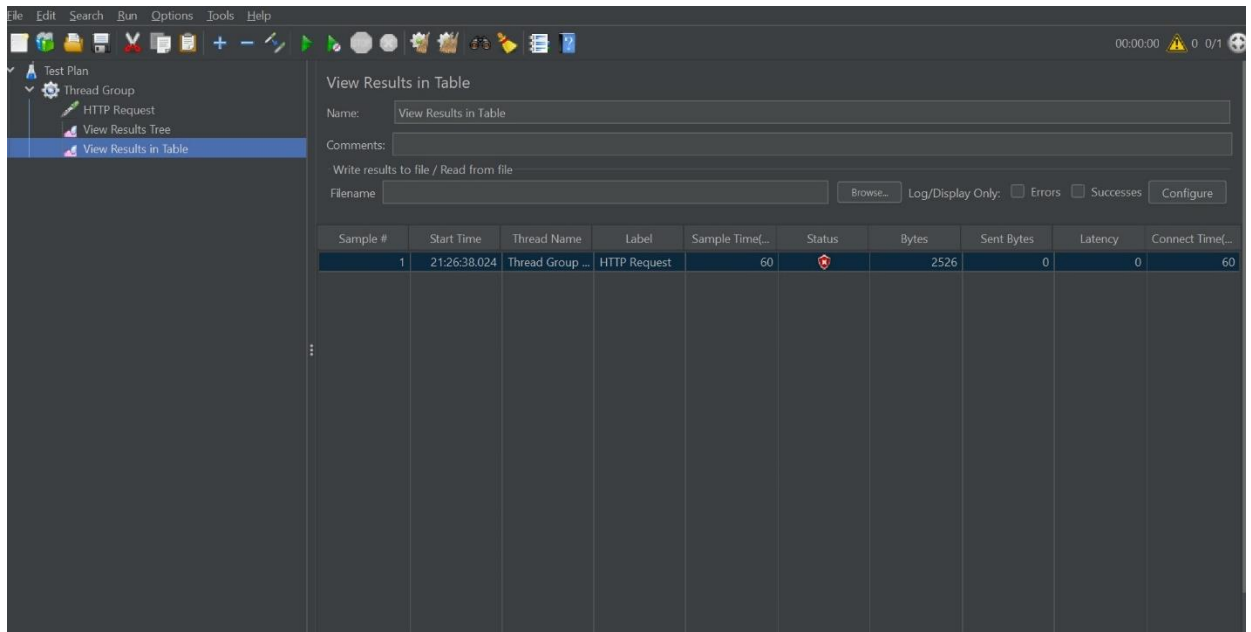 File Edit Search Run Options Tools Help
00:00:00 0 0/1
Test Plan
Thread Group
HTTP Request
View Results Tree
View Results in Table
View Results in Table
Name: View Results in Table
Comments:
Write results to file / Read from file
Filename Browse... Log/Display Only: Errors Successes Configure
Sample # Start Time Thread Name Label Sample Time(... Status Bytes Sent Bytes Latency Connect Time(...
1 21:26:38.024 Thread Group ... HTTP Request 60 2526 0 0 60